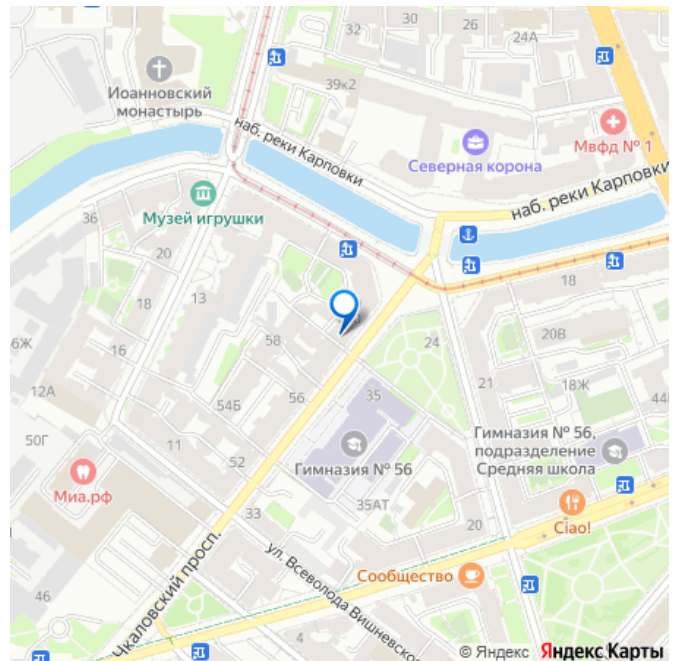 32
30
26
24А
Иоанновский
монастырь
39к2
наб. реки Карповки
Мвфд № 1
Северная корона
наб. реки Карповки
Музей игрушки
36
20
18
18
13
24
20В
58
16
21
12А
56
35
18Ж
54Б
Гимназия № 56,
подразделение
Средняя школа
50Г
11
Гимназия № 56
52
Миа.рф
35АТ
Ciao!
33
20
Чкаловский просп.
ул. Всеволода Вишневско
Сообщество
46
4
© Яндекс Яндекс Карты